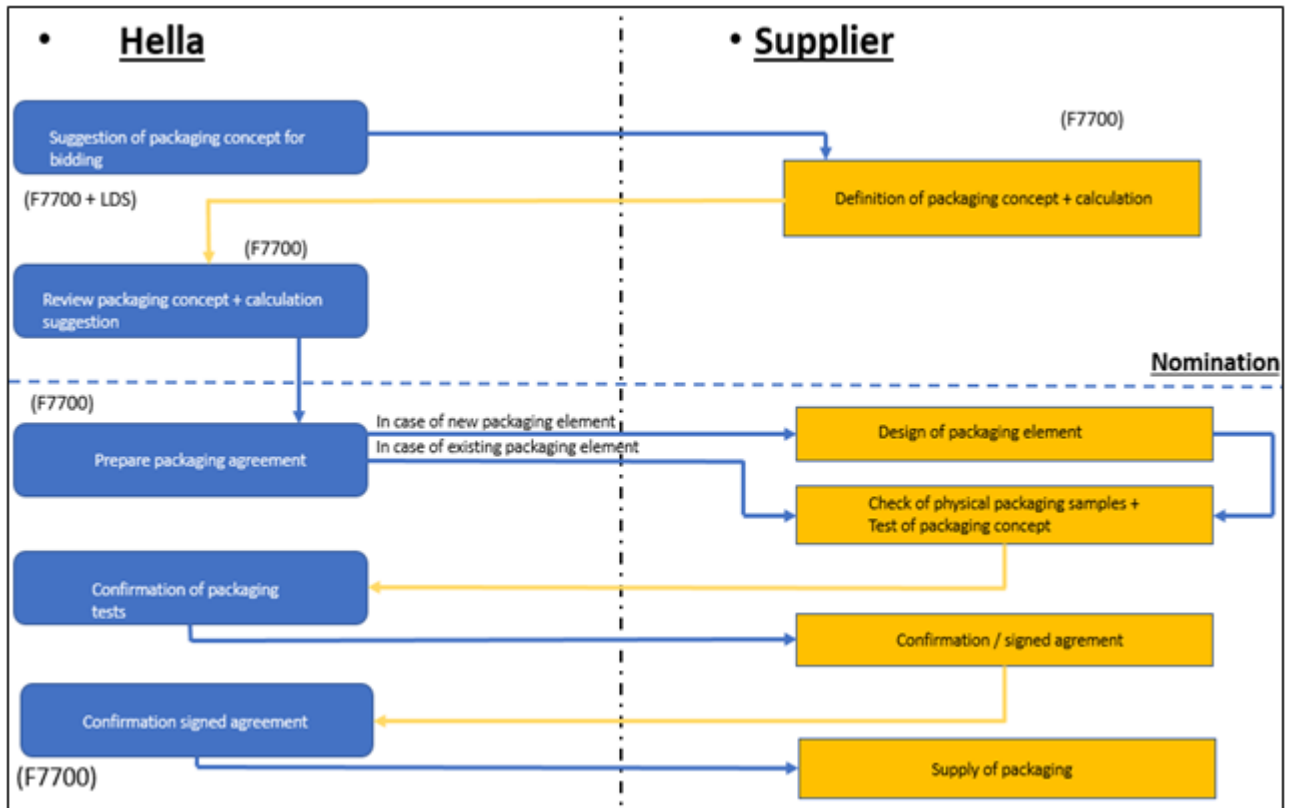 • Hella
• Supplier
Suggestion of packaging concept for
bidding
(F7700)
(F7700 + LDS)
Definition of packaging concept + calculation
(F7700)
Review packaging concept + calculation
suggestion
Nomination
(F7700)
Prepare packaging agreement
In case of new packaging element
In case of existing packaging element
Design of packaging element
Check of physical packaging samples +
Test of packaging concept
Confirmation of packaging
tests
Confirmation / signed agrement
Confirmation signed agreement
(F7700)
Supply of packaging